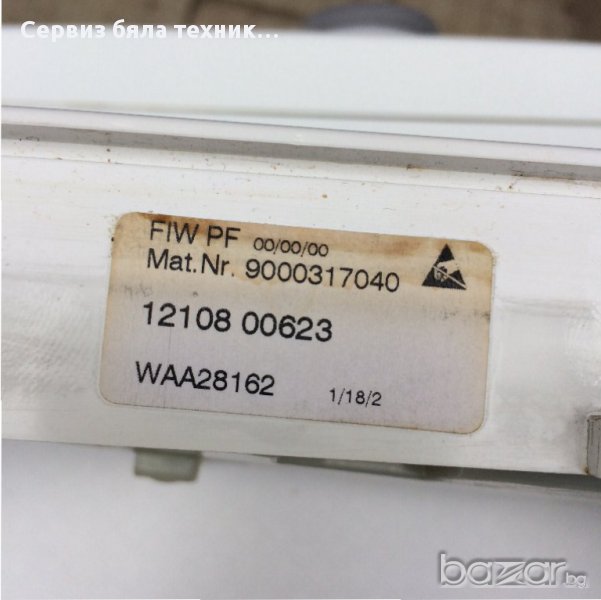 Сервиз бяла техник...
FIW PF 00/00/00
Mat.Nr. 9000317040
12108 00623
WAA28162 1/18/2
bazar.bg